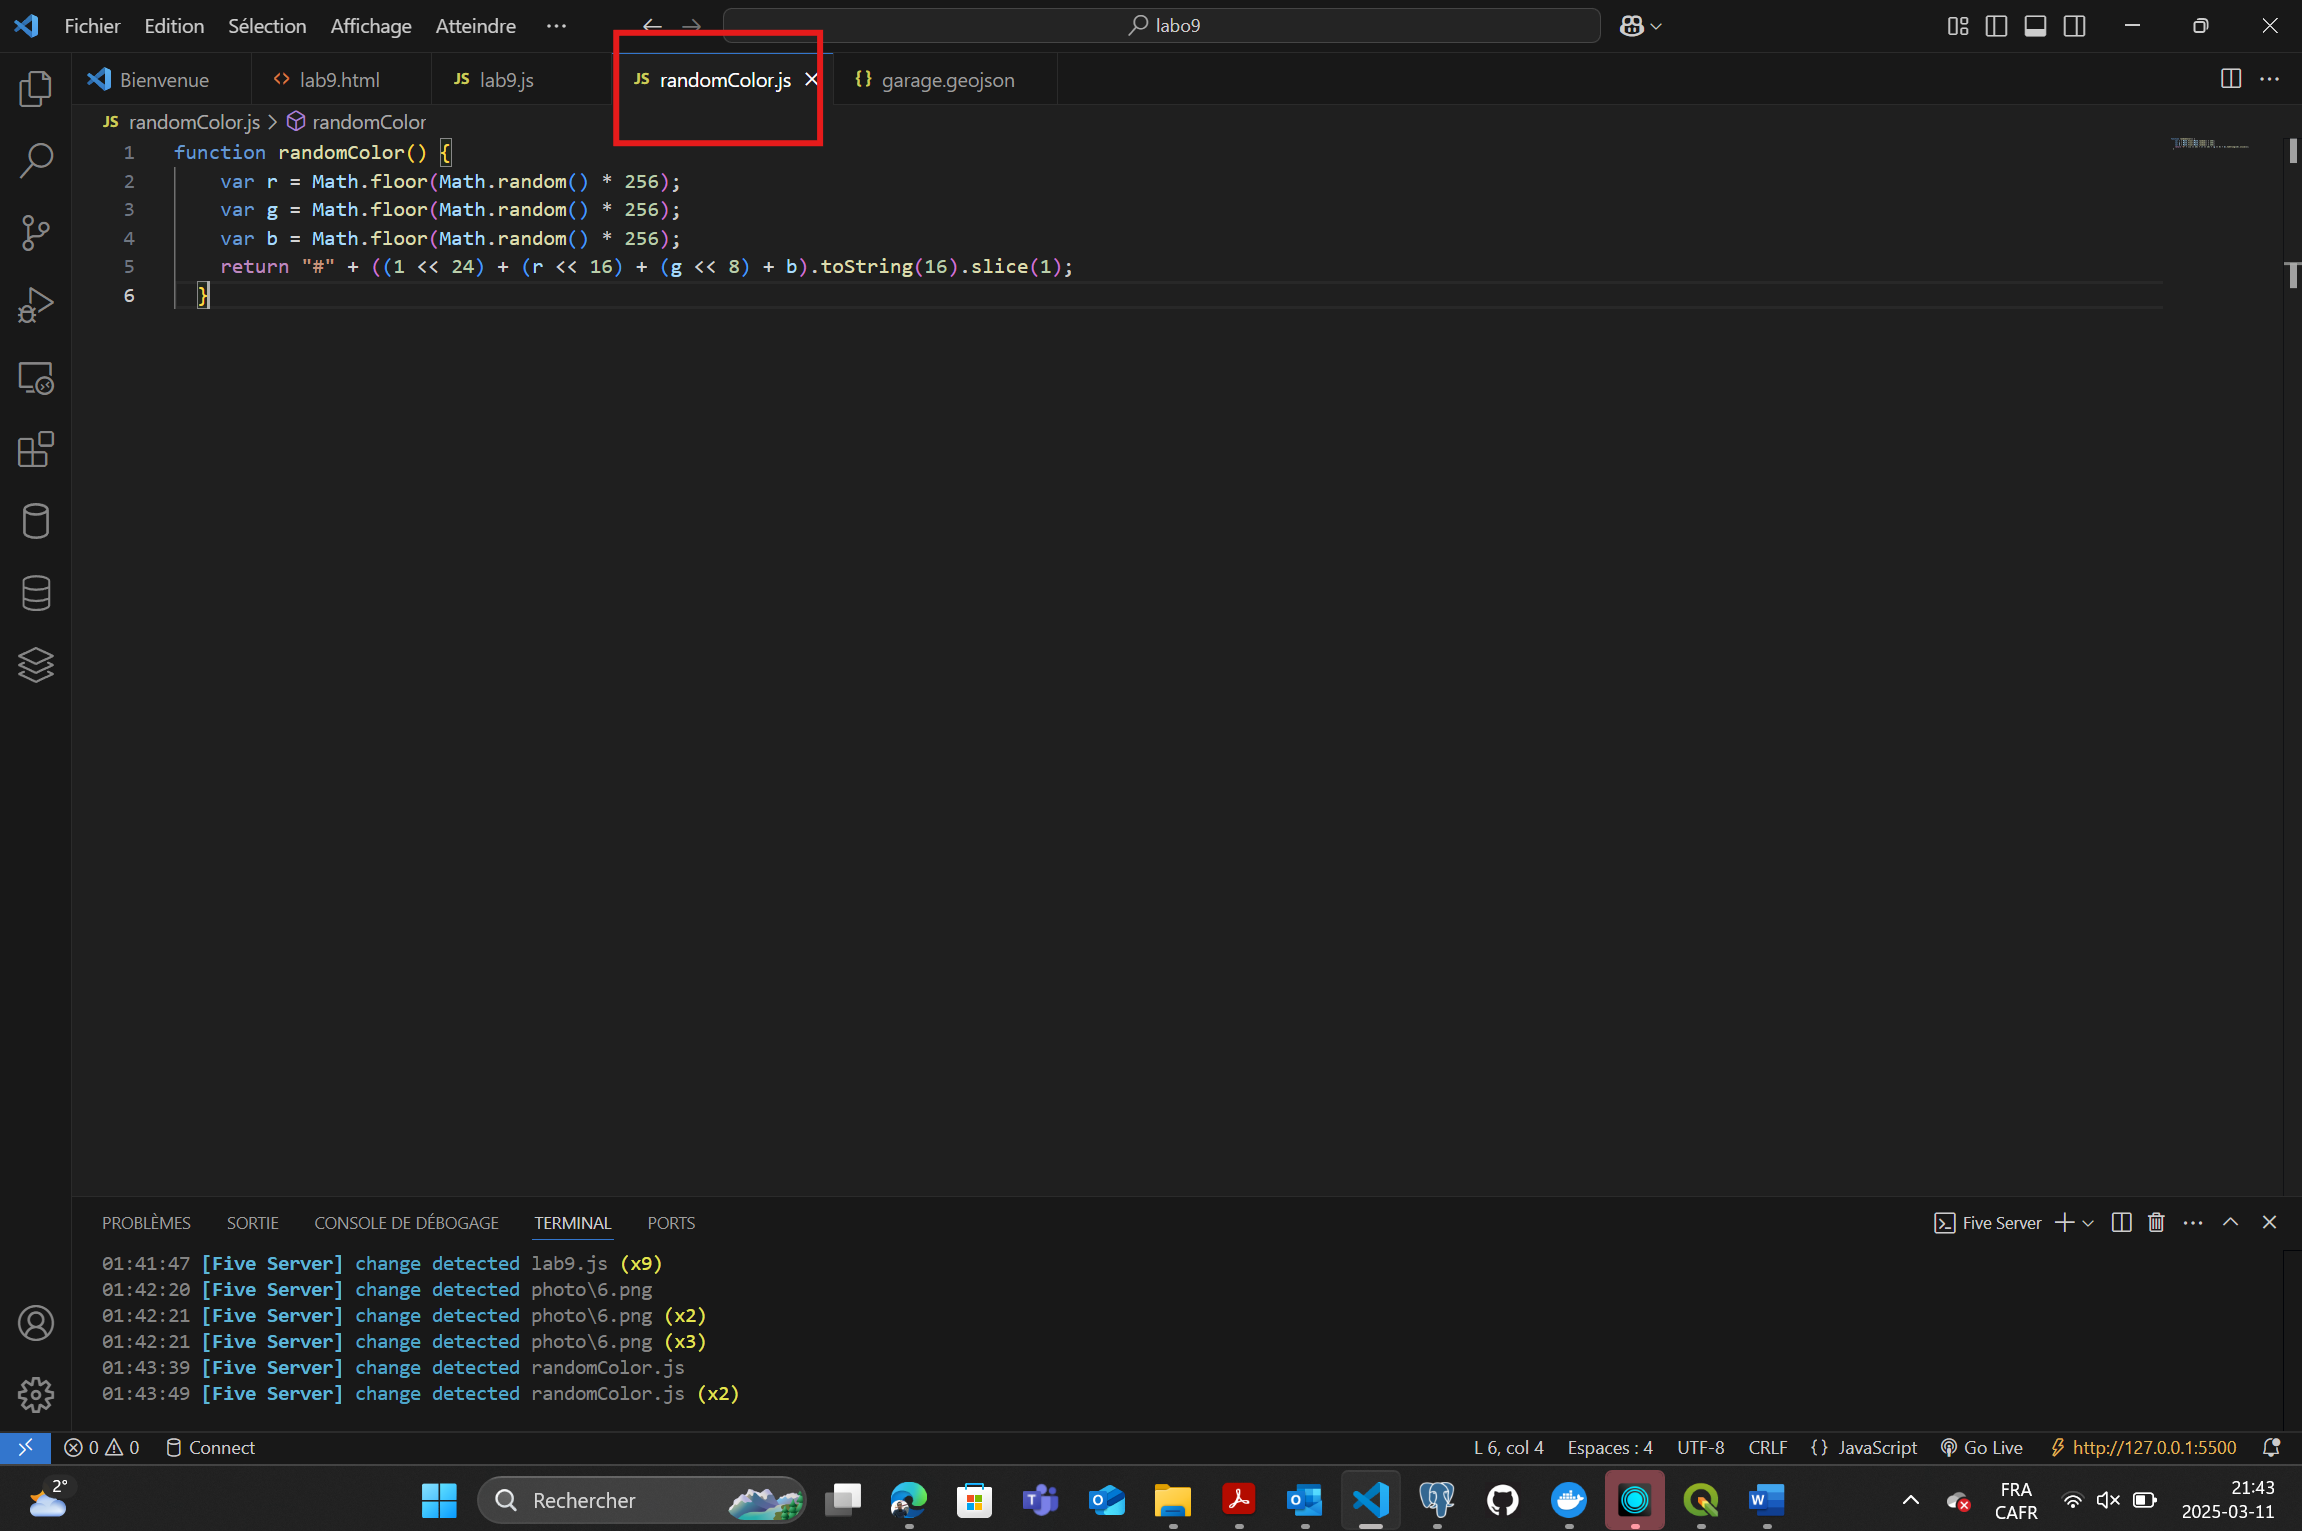 Fichier Edition Sélection Affichage Atteindre ··· labo9
Bienvenue <> lab9.html JS lab9.js JS randomColor.js {} garage.geojson
JS randomColor.js > randomColor
1 function randomColor() {
2 var r = Math.floor(Math.random() * 256);
3 var g = Math.floor(Math.random() * 256);
4 var b = Math.floor(Math.random() * 256);
5 return "#" + ((1 << 24) + (r << 16) + (g << 8) + b).toString(16).slice(1);
6 }
PROBLÈMES SORTIE CONSOLE DE DÉBOGAGE TERMINAL PORTS Five Server
01:41:47 [Five Server] change detected lab9.js (x9)
01:42:20 [Five Server] change detected photo\6.png
01:42:21 [Five Server] change detected photo\6.png (x2)
01:42:21 [Five Server] change detected photo\6.png (x3)
01:43:39 [Five Server] change detected randomColor.js
01:43:49 [Five Server] change detected randomColor.js (x2)
0 0 Connect L 6, col 4 Espaces : 4 UTF-8 CRLF {} JavaScript Go Live http://127.0.0.1:5500
2° Rechercher FRA 21:43
CAFR 2025-03-11